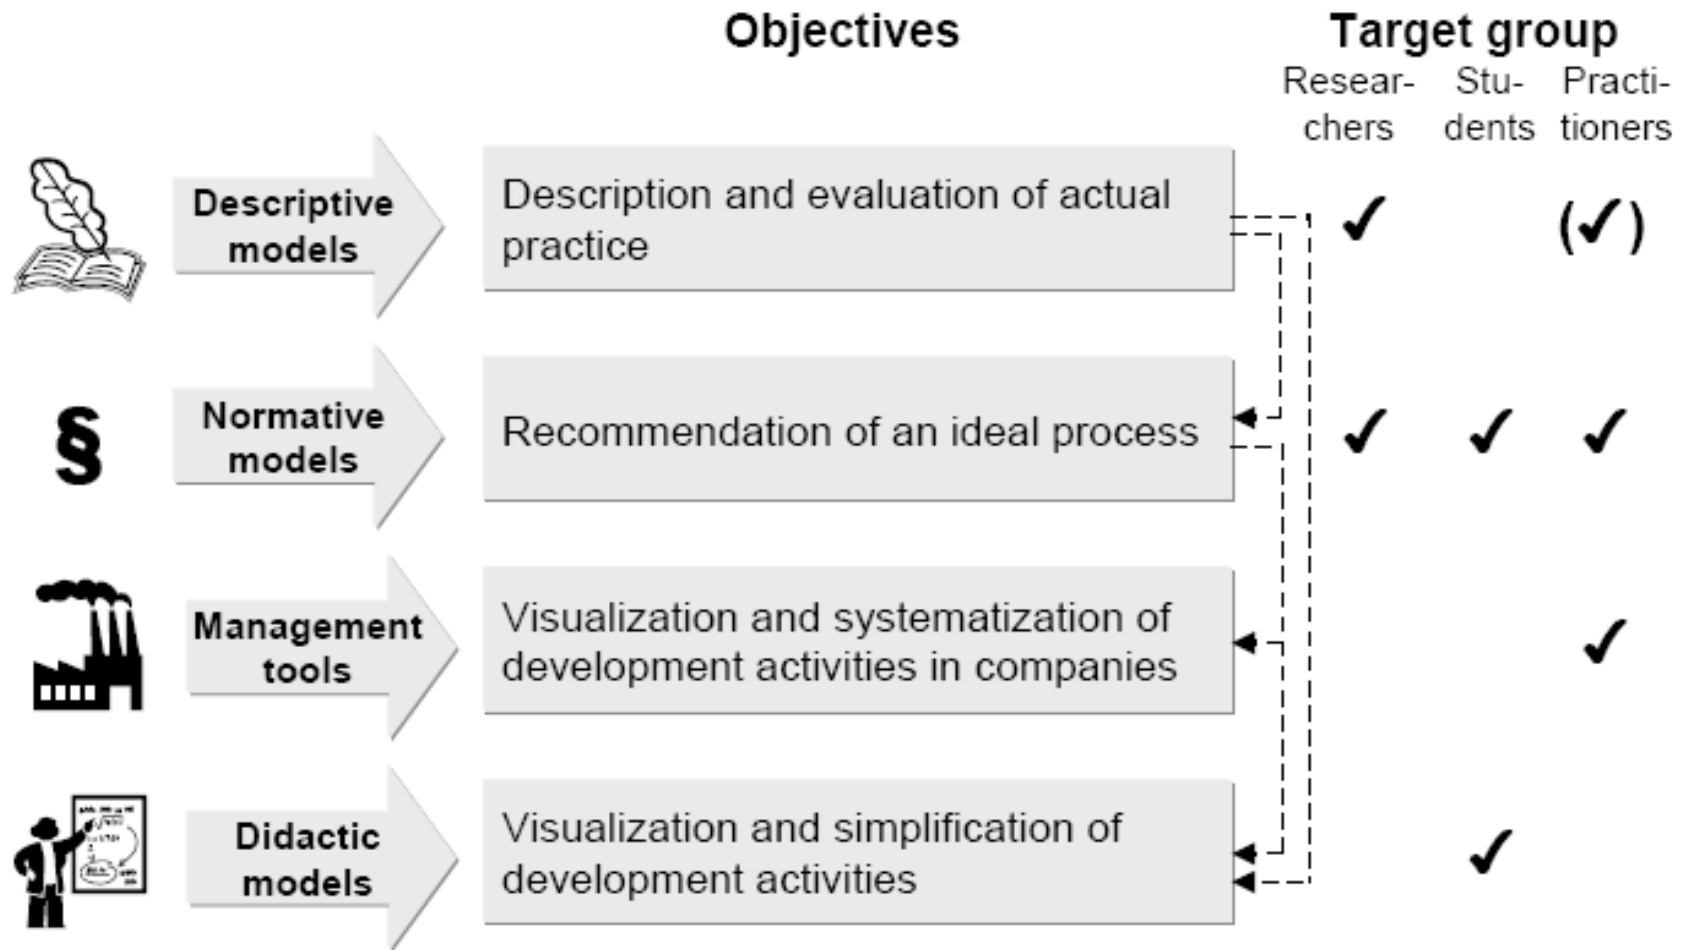 Objectives
Target group
Resear-
chers
Stu-
dents
Practi-
tioners
Descriptive
models
Description and evaluation of actual
practice
✔
(✔)
§
Normative
models
Recommendation of an ideal process
✔
✔
✔
Management
tools
Visualization and systematization of
development activities in companies
✔
Didactic
models
Visualization and simplification of
development activities
✔